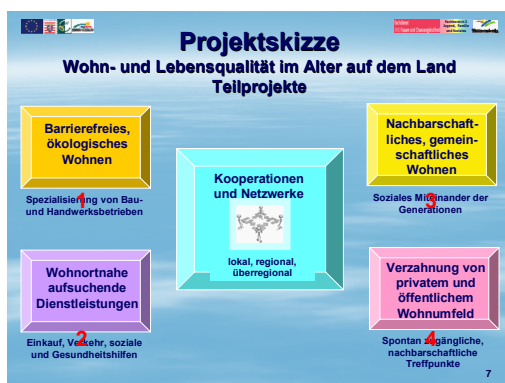 Projektskizze
Wohn- und Lebensqualität im Alter auf dem Land
Teilprojekte
Barrierefreies,
ökologisches
Wohnen
1
Spezialisierung von Bau-
und Handwerksbetrieben
Wohnortnahe
aufsuchende
Dienstleistungen
2
Einkauf, Verkehr, soziale
und Gesundheitshilfen
Kooperationen
und Netzwerke
lokal, regional,
überregional
Nachbarschaft-
liches, gemein-
schaftliches
Wohnen
3
Soziales Miteinander der
Generationen
Verzahnung von
privatem und
öffentlichem
Wohnumfeld
4
Spontan zugängliche,
nachbarschaftliche
Treffpunkte
7